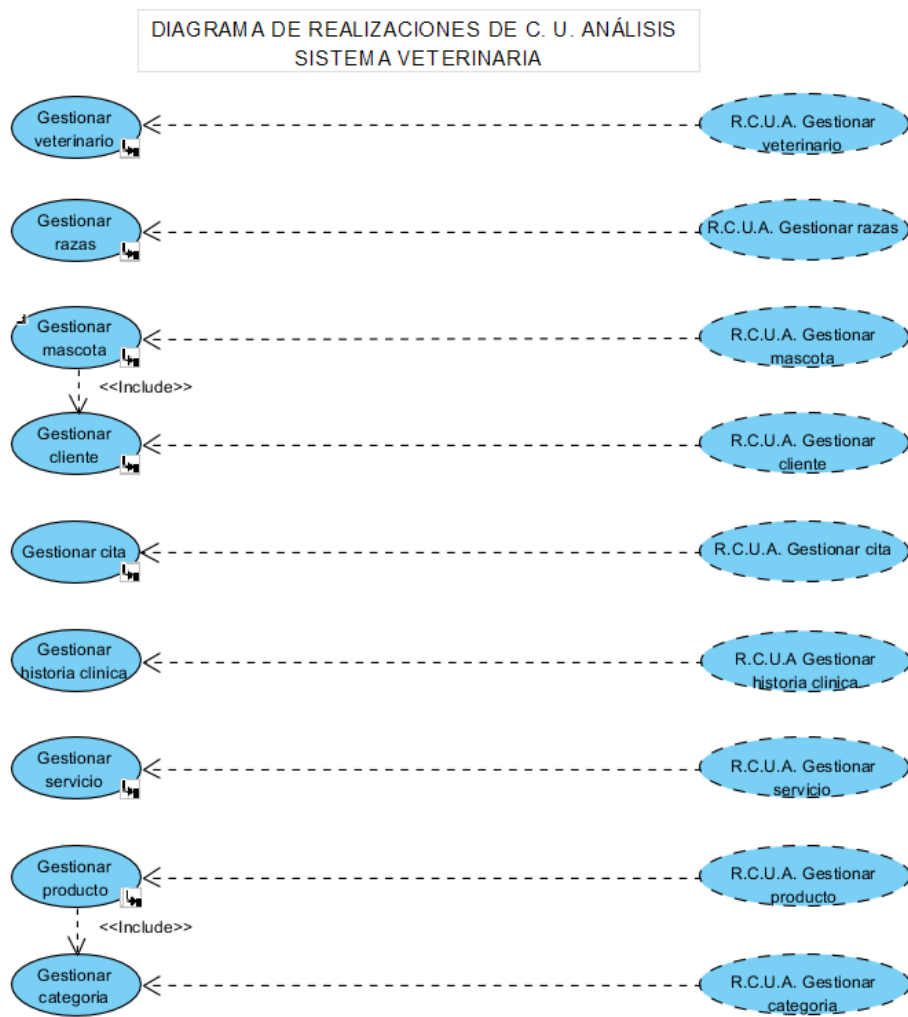 DIAGRAMA DE REALIZACIONES DE C. U. ANÁLISIS
SISTEMA VETERINARIA
Gestionar
veterinario
R.C.U.A. Gestionar
veterinario
Gestionar
razas
R.C.U.A. Gestionar razas
Gestionar
mascota
R.C.U.A. Gestionar
mascota
<<Include>>
Gestionar
cliente
R.C.U.A. Gestionar
cliente
Gestionar cita
R.C.U.A. Gestionar cita
Gestionar
historia clinica
R.C.U.A Gestionar
historia clinica
Gestionar
servicio
R.C.U.A. Gestionar
servicio
Gestionar
producto
R.C.U.A. Gestionar
producto
<<Include>>
Gestionar
categoria
R.C.U.A. Gestionar
categoria